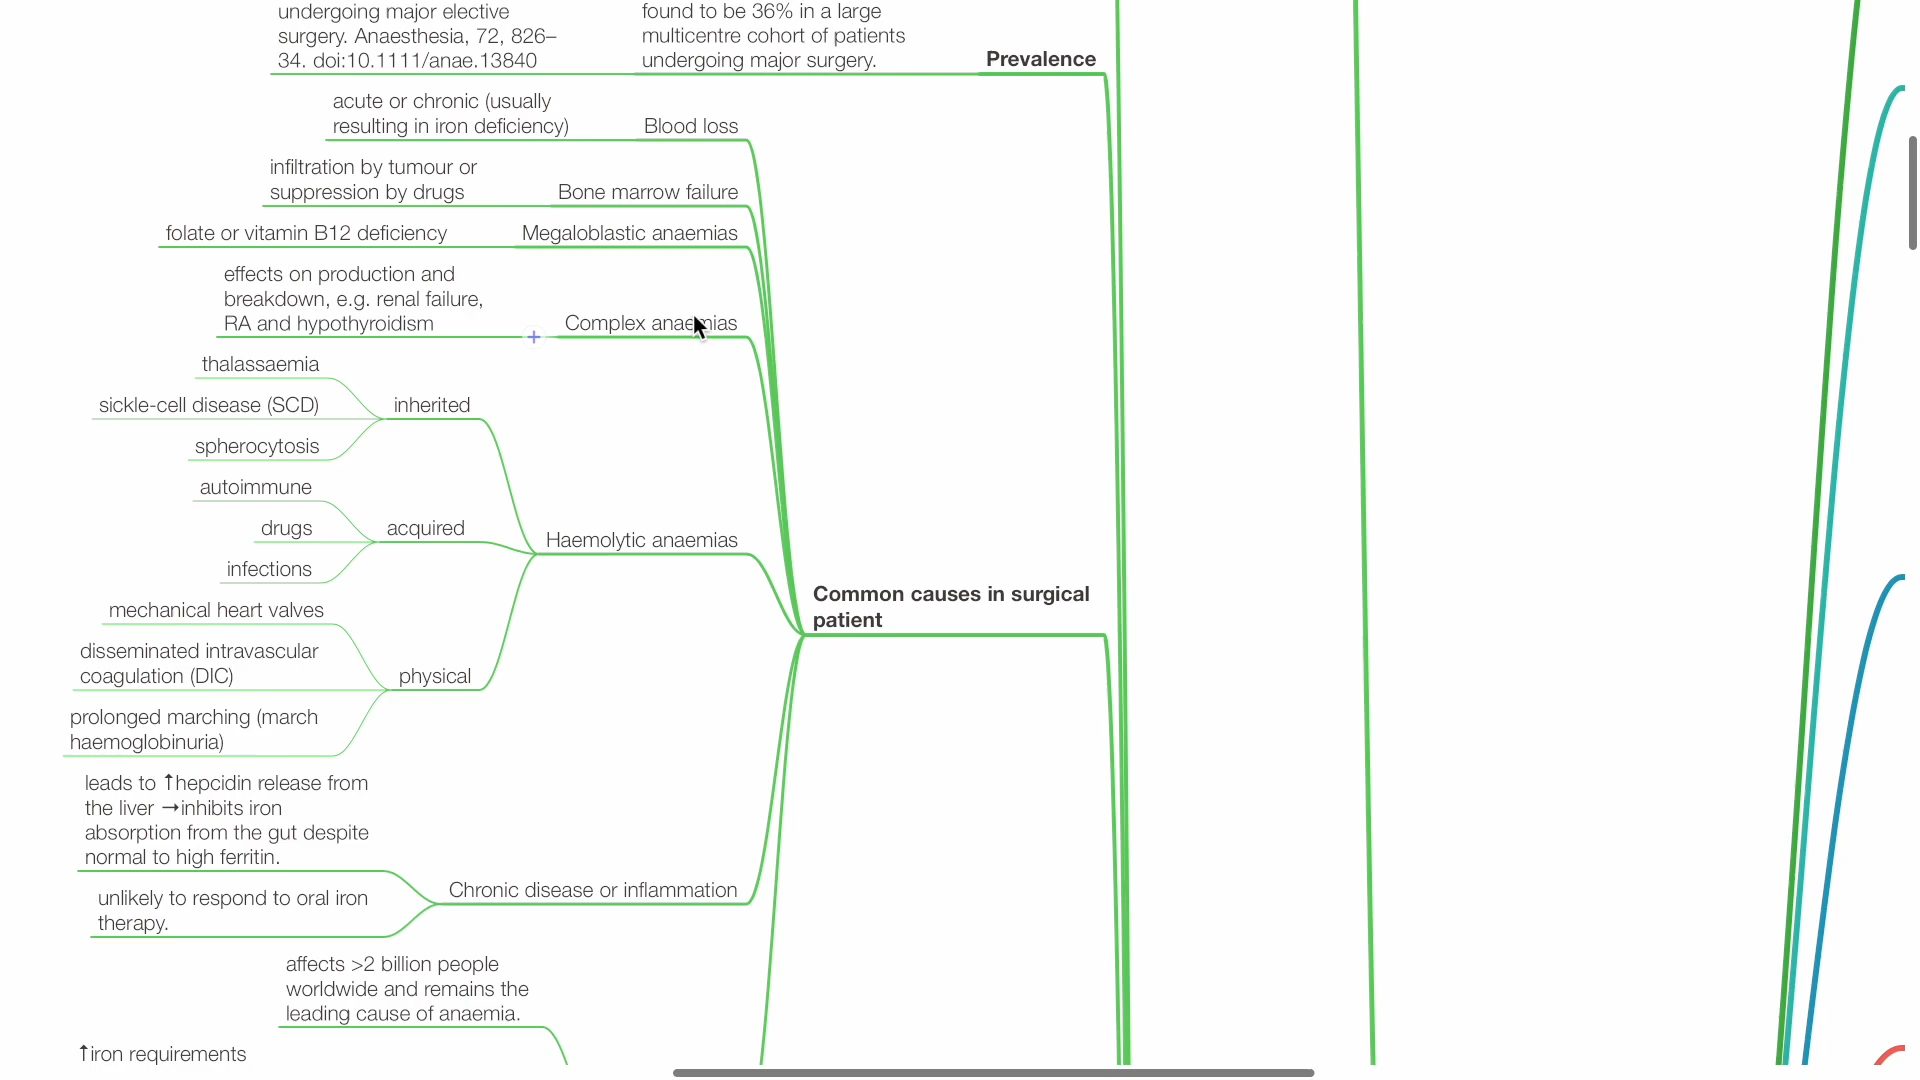 undergoing major elective
surgery. Anaesthesia, 72, 826–
34. doi:10.1111/anae.13840
found to be 36% in a large
multicentre cohort of patients
undergoing major surgery.
Prevalence
acute or chronic (usually
resulting in iron deficiency)
Blood loss
infiltration by tumour or
suppression by drugs
Bone marrow failure
folate or vitamin B12 deficiency
Megaloblastic anaemias
effects on production and
breakdown, e.g. renal failure,
RA and hypothyroidism
Complex anaemias
thalassaemia
sickle-cell disease (SCD)
inherited
spherocytosis
autoimmune
drugs
acquired
infections
Haemolytic anaemias
mechanical heart valves
disseminated intravascular
coagulation (DIC)
physical
prolonged marching (march
haemoglobinuria)
Common causes in surgical
patient
leads to ↑hepcidin release from
the liver →inhibits iron
absorption from the gut despite
normal to high ferritin.
Chronic disease or inflammation
unlikely to respond to oral iron
therapy.
affects >2 billion people
worldwide and remains the
leading cause of anaemia.
↑iron requirements